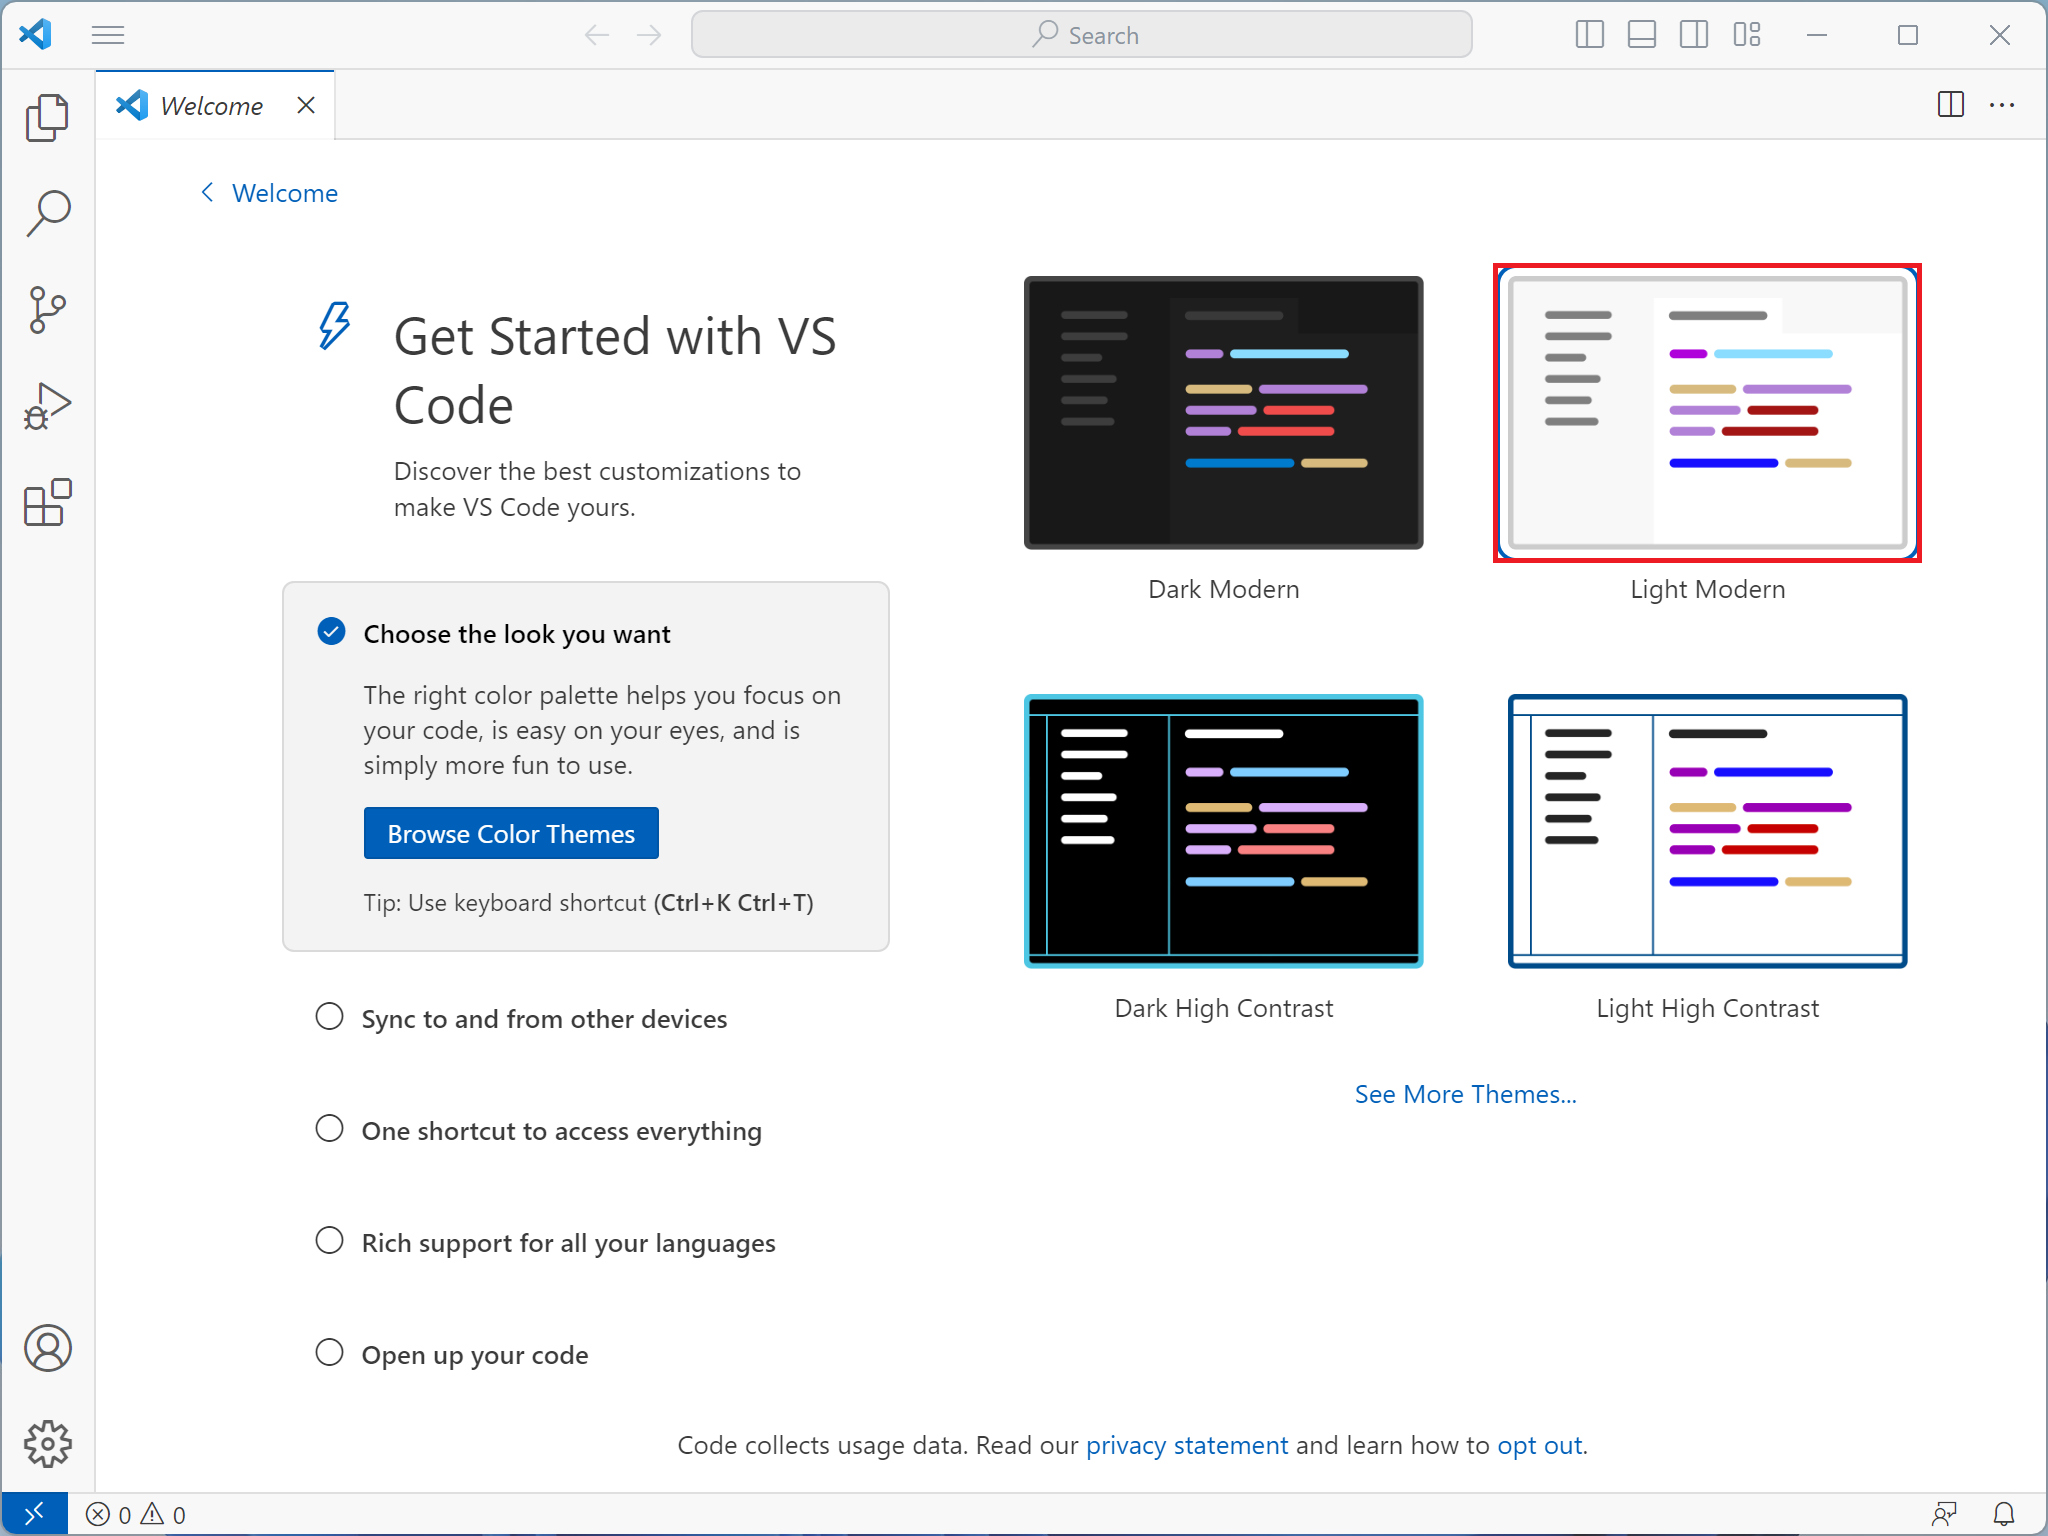 Search
Welcome
Welcome
Get Started with VS
Code
Discover the best customizations to
make VS Code yours.
Choose the look you want
The right color palette helps you focus on
your code, is easy on your eyes, and is
simply more fun to use.
Browse Color Themes
Tip: Use keyboard shortcut (Ctrl+K Ctrl+T)
Sync to and from other devices
One shortcut to access everything
Rich support for all your languages
Open up your code
Dark Modern
Light Modern
Dark High Contrast
Light High Contrast
See More Themes...
Code collects usage data. Read our privacy statement and learn how to opt out.
0 0